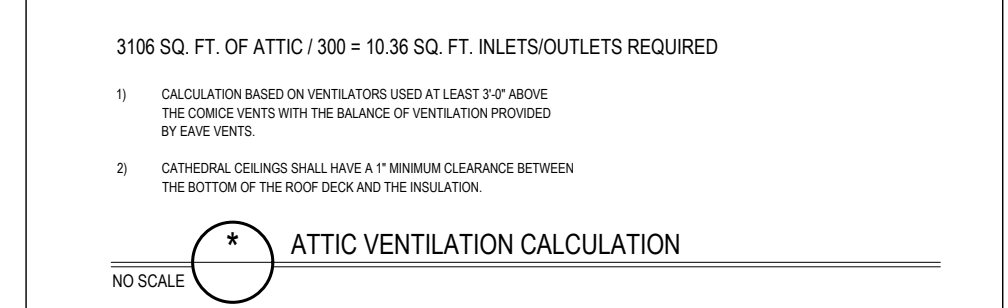 3106 SQ. FT. OF ATTIC / 300 = 10.36 SQ. FT. INLETS/OUTLETS REQUIRED
1) CALCULATION BASED ON VENTILATORS USED AT LEAST 3'-0" ABOVE
THE COMICE VENTS WITH THE BALANCE OF VENTILATION PROVIDED
BY EAVE VENTS.
2) CATHEDRAL CEILINGS SHALL HAVE A 1" MINIMUM CLEARANCE BETWEEN
THE BOTTOM OF THE ROOF DECK AND THE INSULATION.
* ATTIC VENTILATION CALCULATION
NO SCALE